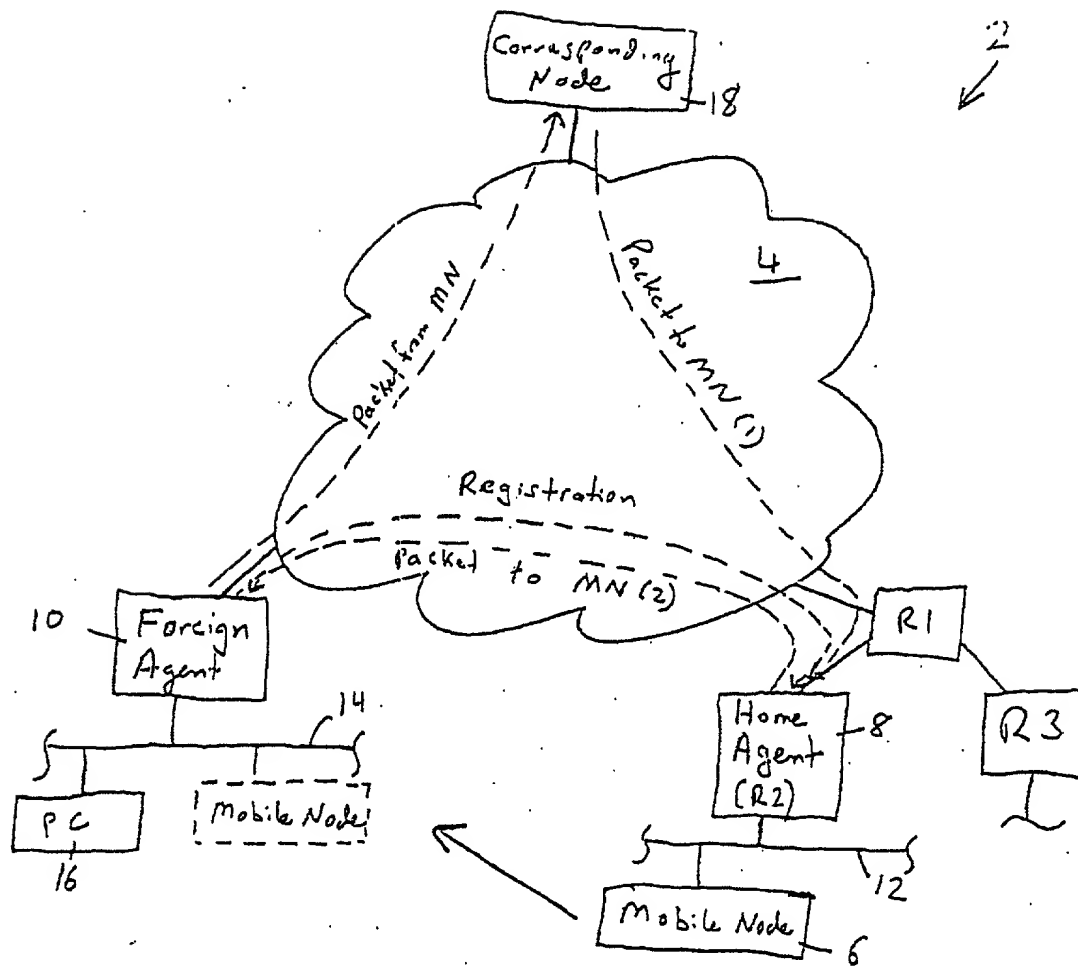 2
Corresponding
Node
18
4
Packet from MN
Packet to MN (1)
Registration
Packet to MN (2)
10
Foreign
Agent
R1
14
Home
Agent
(R2)
8
R3
Mobile Node
PC
16
12
Mobile Node
6